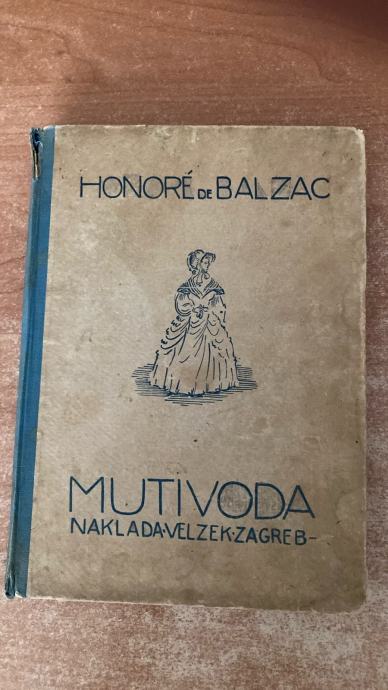 HONORÉ DE BALZAC
MUTIVODA
NAKLADA·VELZEK·ZAGREB–